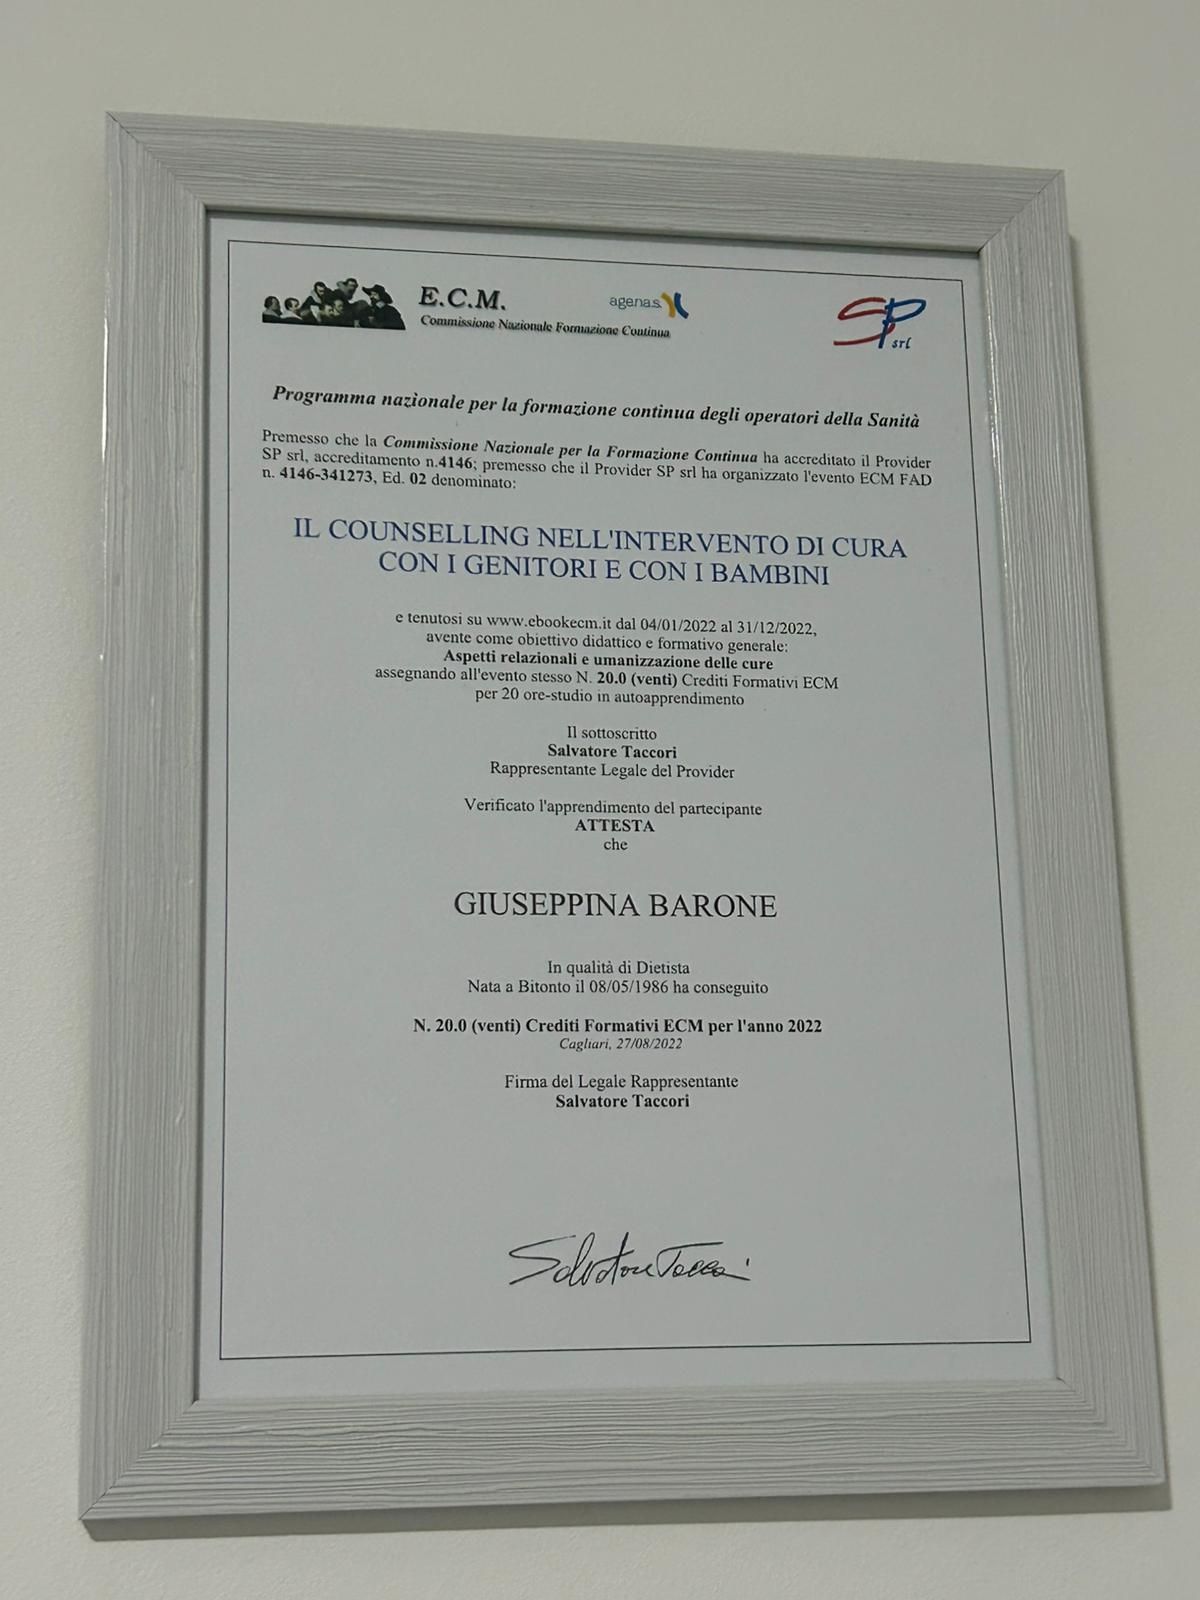 E.C.M.
Commissione Nazionale Formazione Continua
agenas.
SP srl
Programma nazionale per la formazione continua degli operatori della Sanità
Premesso che la Commissione Nazionale per la Formazione Continua ha accreditato il Provider
SP srl, accreditamento n.4146; premesso che il Provider SP srl ha organizzato l'evento ECM FAD
n. 4146-341273, Ed. 02 denominato:
IL COUNSELLING NELL'INTERVENTO DI CURA
CON I GENITORI E CON I BAMBINI
e tenutosi su www.ebookecm.it dal 04/01/2022 al 31/12/2022,
avente come obiettivo didattico e formativo generale:
Aspetti relazionali e umanizzazione delle cure
assegnando all'evento stesso N. 20.0 (venti) Crediti Formativi ECM
per 20 ore-studio in autoapprendimento
Il sottoscritto
Salvatore Taccori
Rappresentante Legale del Provider
Verificato l'apprendimento del partecipante
ATTESTA
che
GIUSEPPINA BARONE
In qualità di Dietista
Nata a Bitonto il 08/05/1986 ha conseguito
N. 20.0 (venti) Crediti Formativi ECM per l'anno 2022
Cagliari, 27/08/2022
Firma del Legale Rappresentante
Salvatore Taccori
Salvatore Taccori